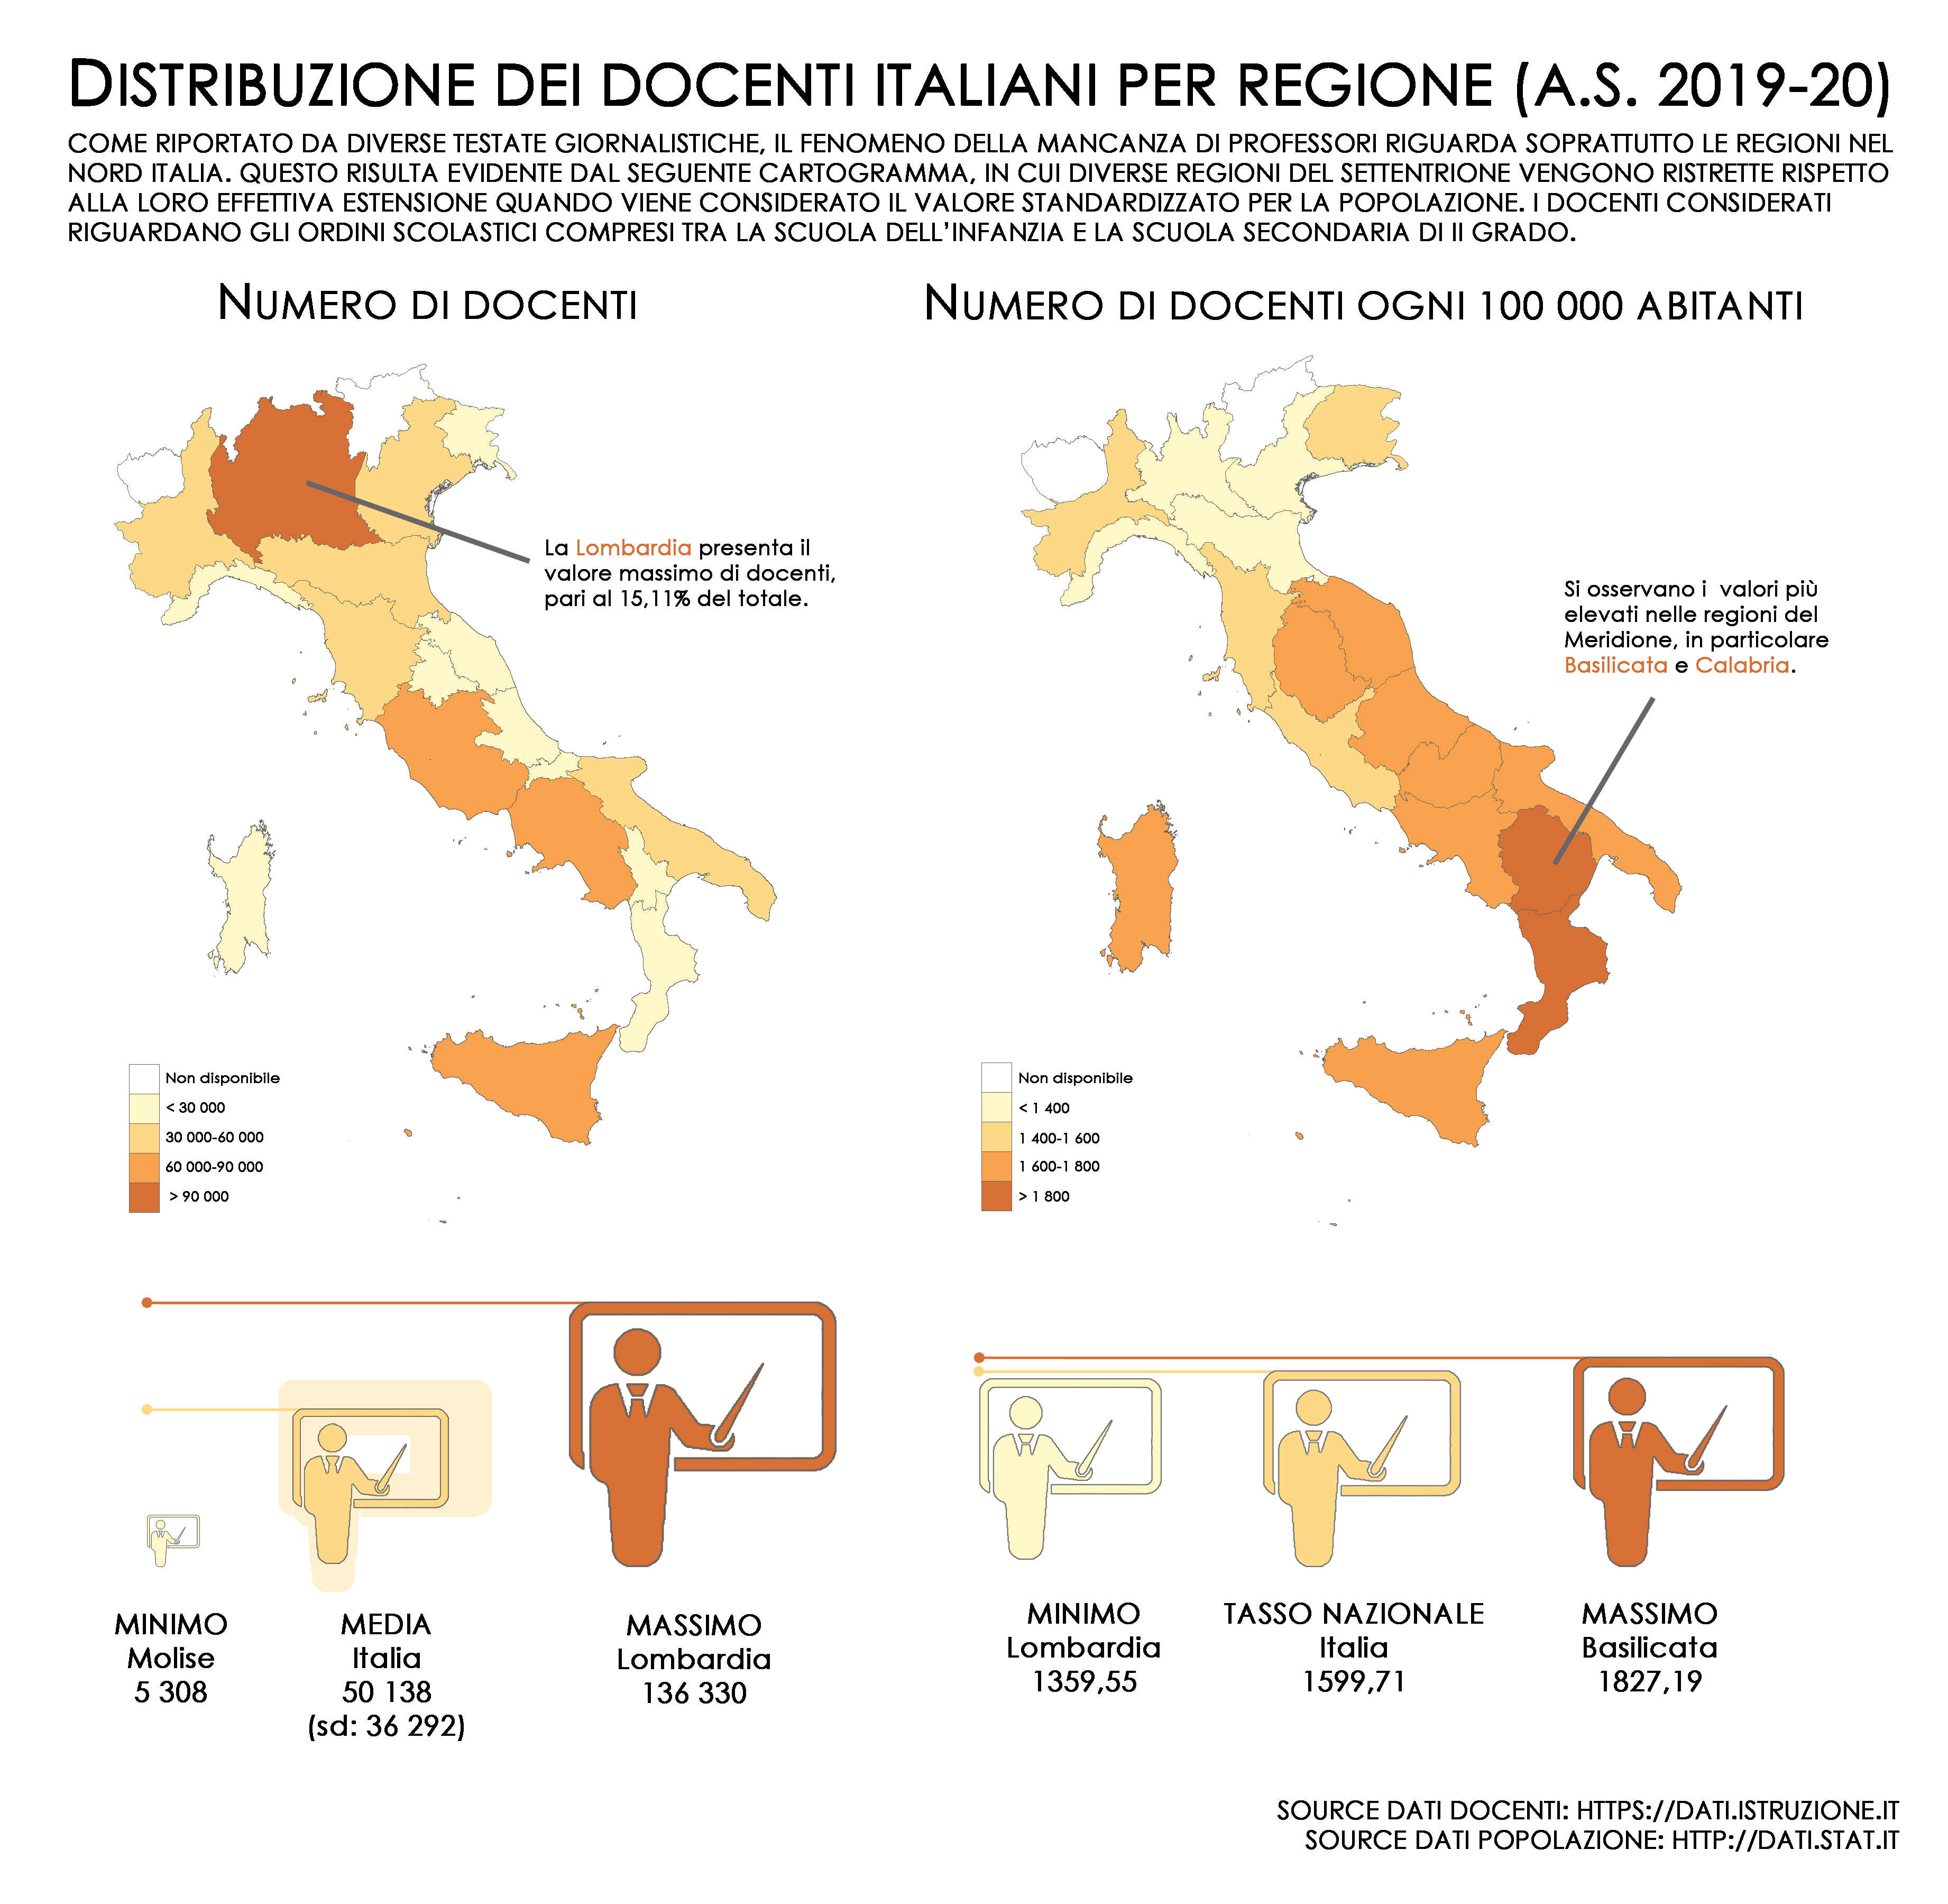 DISTRIBUZIONE DEI DOCENTI ITALIANI PER REGIONE (A.S. 2019-20)
COME RIPORTATO DA DIVERSE TESTATE GIORNALISTICHE, IL FENOMENO DELLA MANCANZA DI PROFESSORI RIGUARDA SOPRATTUTTO LE REGIONI NEL
NORD ITALIA. QUESTO RISULTA EVIDENTE DAL SEGUENTE CARTOGRAMMA, IN CUI DIVERSE REGIONI DEL SETTENTRIONE VENGONO RISTRETTE RISPETTO
ALLA LORO EFFETTIVA ESTENSIONE QUANDO VIENE CONSIDERATO IL VALORE STANDARDIZZATO PER LA POPOLAZIONE. I DOCENTI CONSIDERATI
RIGUARDANO GLI ORDINI SCOLASTICI COMPRESI TRA LA SCUOLA DELL'INFANZIA E LA SCUOLA SECONDARIA DI II GRADO.
NUMERO DI DOCENTI
La Lombardia presenta il
valore massimo di docenti,
pari al 15,11% del totale.
Non disponibile
< 30 000
30 000-60 000
60 000-90 000
> 90 000
NUMERO DI DOCENTI OGNI 100 000 ABITANTI
Si osservano i valori più
elevati nelle regioni del
Meridione, in particolare
Basilicata e Calabria.
Non disponibile
< 1 400
1 400-1 600
1 600-1 800
> 1 800
MINIMO
Molise
5 308
MEDIA
Italia
50 138
(sd: 36 292)
MASSIMO
Lombardia
136 330
MINIMO
Lombardia
1359,55
TASSO NAZIONALE
Italia
1599,71
MASSIMO
Basilicata
1827,19
SOURCE DATI DOCENTI: HTTPS://DATI.ISTRUZIONE.IT
SOURCE DATI POPOLAZIONE: HTTP://DATI.STAT.IT